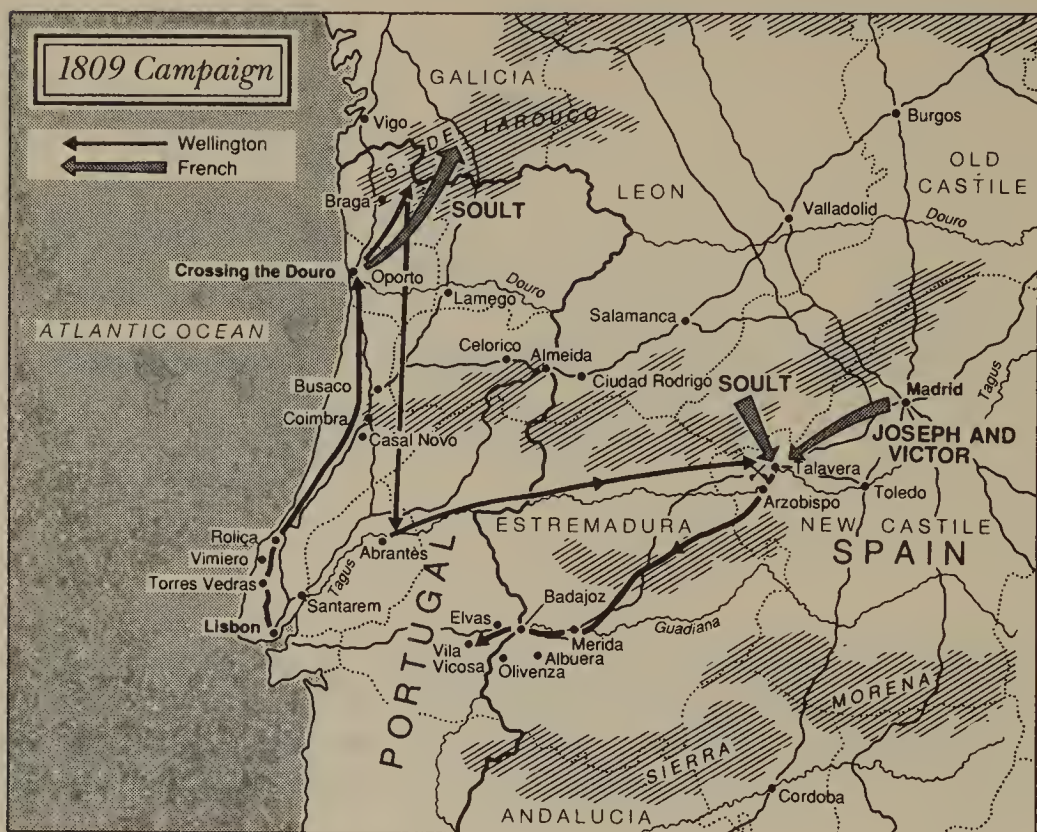 1809 Campaign
Wellington
French
GALICIA
S. DE LAROUCO
Vigo
Burgos
OLD
CASTILE
LEON
Braga
SOULT
Valladolid
Douro
Crossing the Douro
Oporto
Lamego
Douro
ATLANTIC OCEAN
Salamanca
Celorico
Almeida
Ciudad Rodrigo
Busaco
SOULT
Madrid
Tagus
Coimbra
Casal Novo
JOSEPH AND
VICTOR
Talavera
Toledo
Arzobispo
Roliça
Vimiero
Torres Vedras
Abrantès
Tagus
ESTREMADURA
NEW CASTILE
SPAIN
Santarem
Lisbon
PORTUGAL
Elvas
Badajoz
Merida
Guadiana
Vila
Vicosa
Olivenza
Albuera
SIERRA MORENA
Cordoba
ANDALUCIA